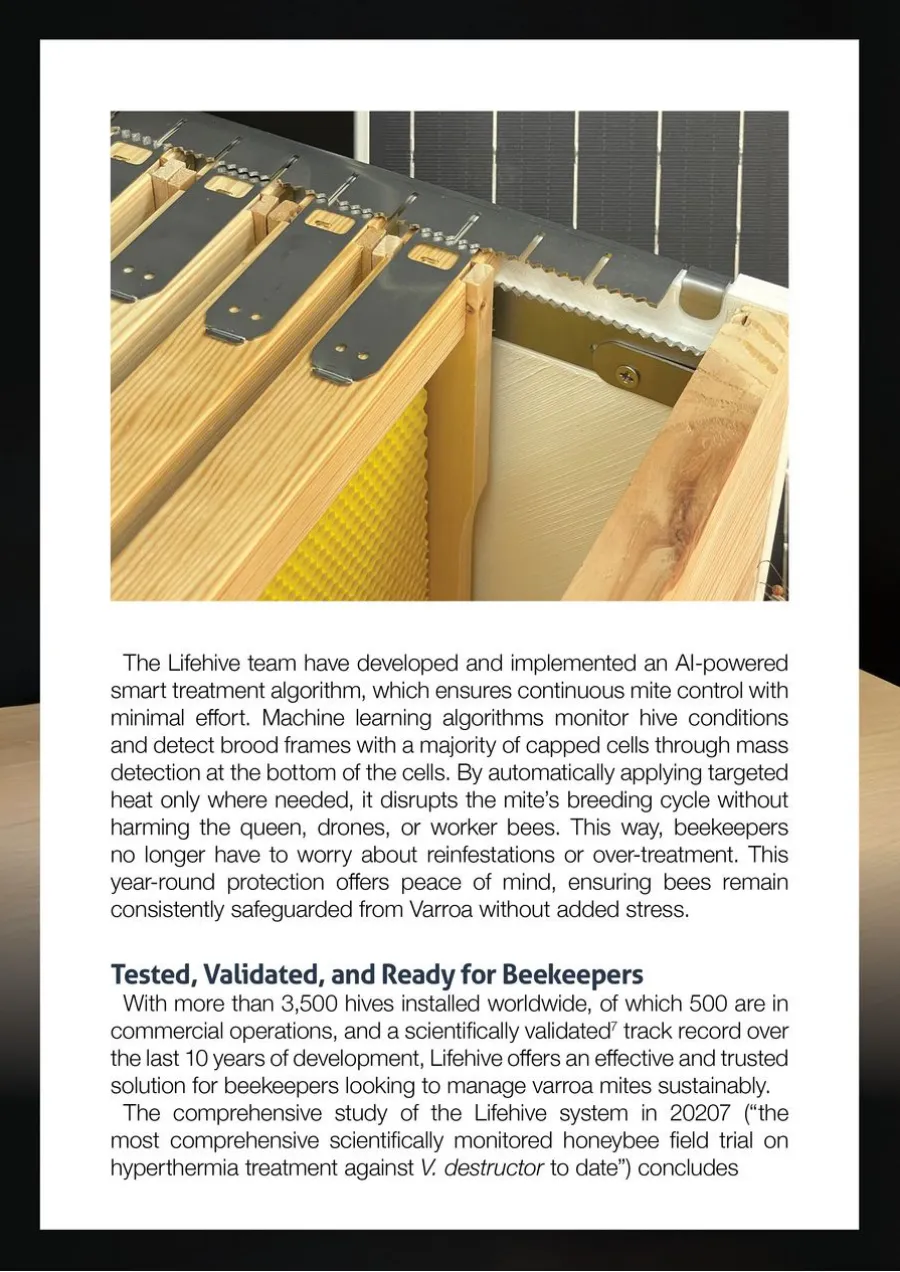 The Lifehive team have developed and implemented an AI-powered
smart treatment algorithm, which ensures continuous mite control with
minimal effort. Machine learning algorithms monitor hive conditions
and detect brood frames with a majority of capped cells through mass
detection at the bottom of the cells. By automatically applying targeted
heat only where needed, it disrupts the mite's breeding cycle without
harming the queen, drones, or worker bees. This way, beekeepers
no longer have to worry about reinfestations or over-treatment. This
year-round protection offers peace of mind, ensuring bees remain
consistently safeguarded from Varroa without added stress.
Tested, Validated, and Ready for Beekeepers
With more than 3,500 hives installed worldwide, of which 500 are in
commercial operations, and a scientifically validated⁷ track record over
the last 10 years of development, Lifehive offers an effective and trusted
solution for beekeepers looking to manage varroa mites sustainably.
The comprehensive study of the Lifehive system in 20207 (“the
most comprehensive scientifically monitored honeybee field trial on
hyperthermia treatment against V. destructor to date”) concludes